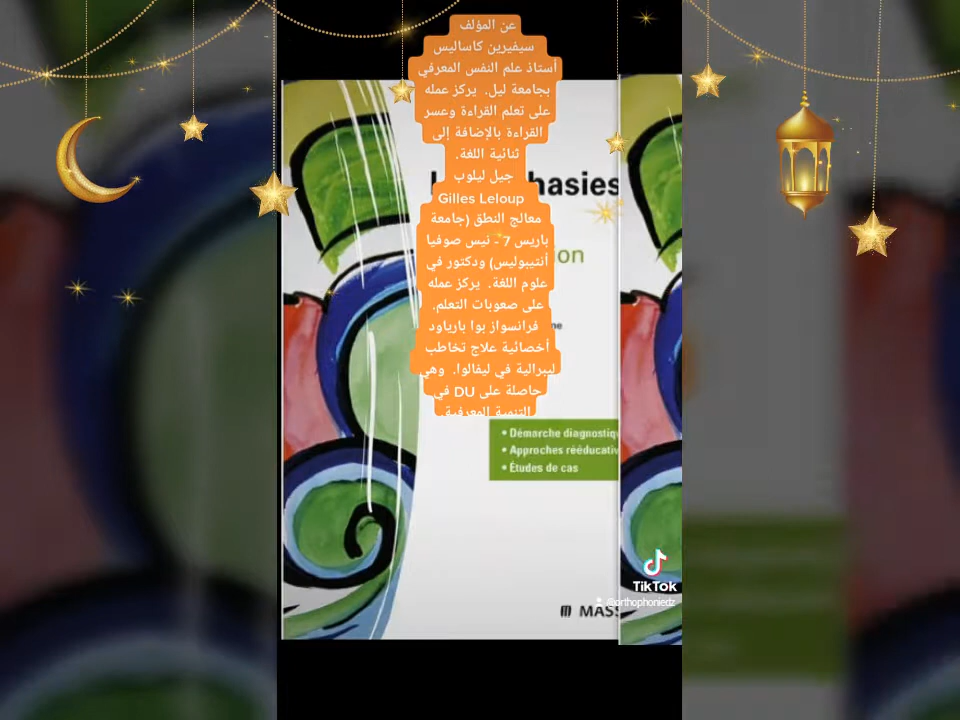 عن المؤلف
سيفيرين كاساليس
أستاذ علم النفس المعرفي
بجامعة ليل. يركز عمله
على تعلم القراءة وعسر
القراءة بالإضافة إلى
ثنائية اللغة.
جيل ليلوب
Gilles Leloup
معالج النطق (جامعة
باريس 7 - نيس صوفيا
أنتيبوليس) ودكتور في
علوم اللغة. يركز عمله
على صعوبات التعلم.
فرانسواز بوا بارياود
أخصائية علاج تخاطب
ليبرالية في ليفالوا. وهي
حاصلة على DU في
التنمية المعرفية
hasies
on
• Démarche diagnostiq
• Approches rééducativ
• Études de cas
MASS
TikTok
@orthophoniedz